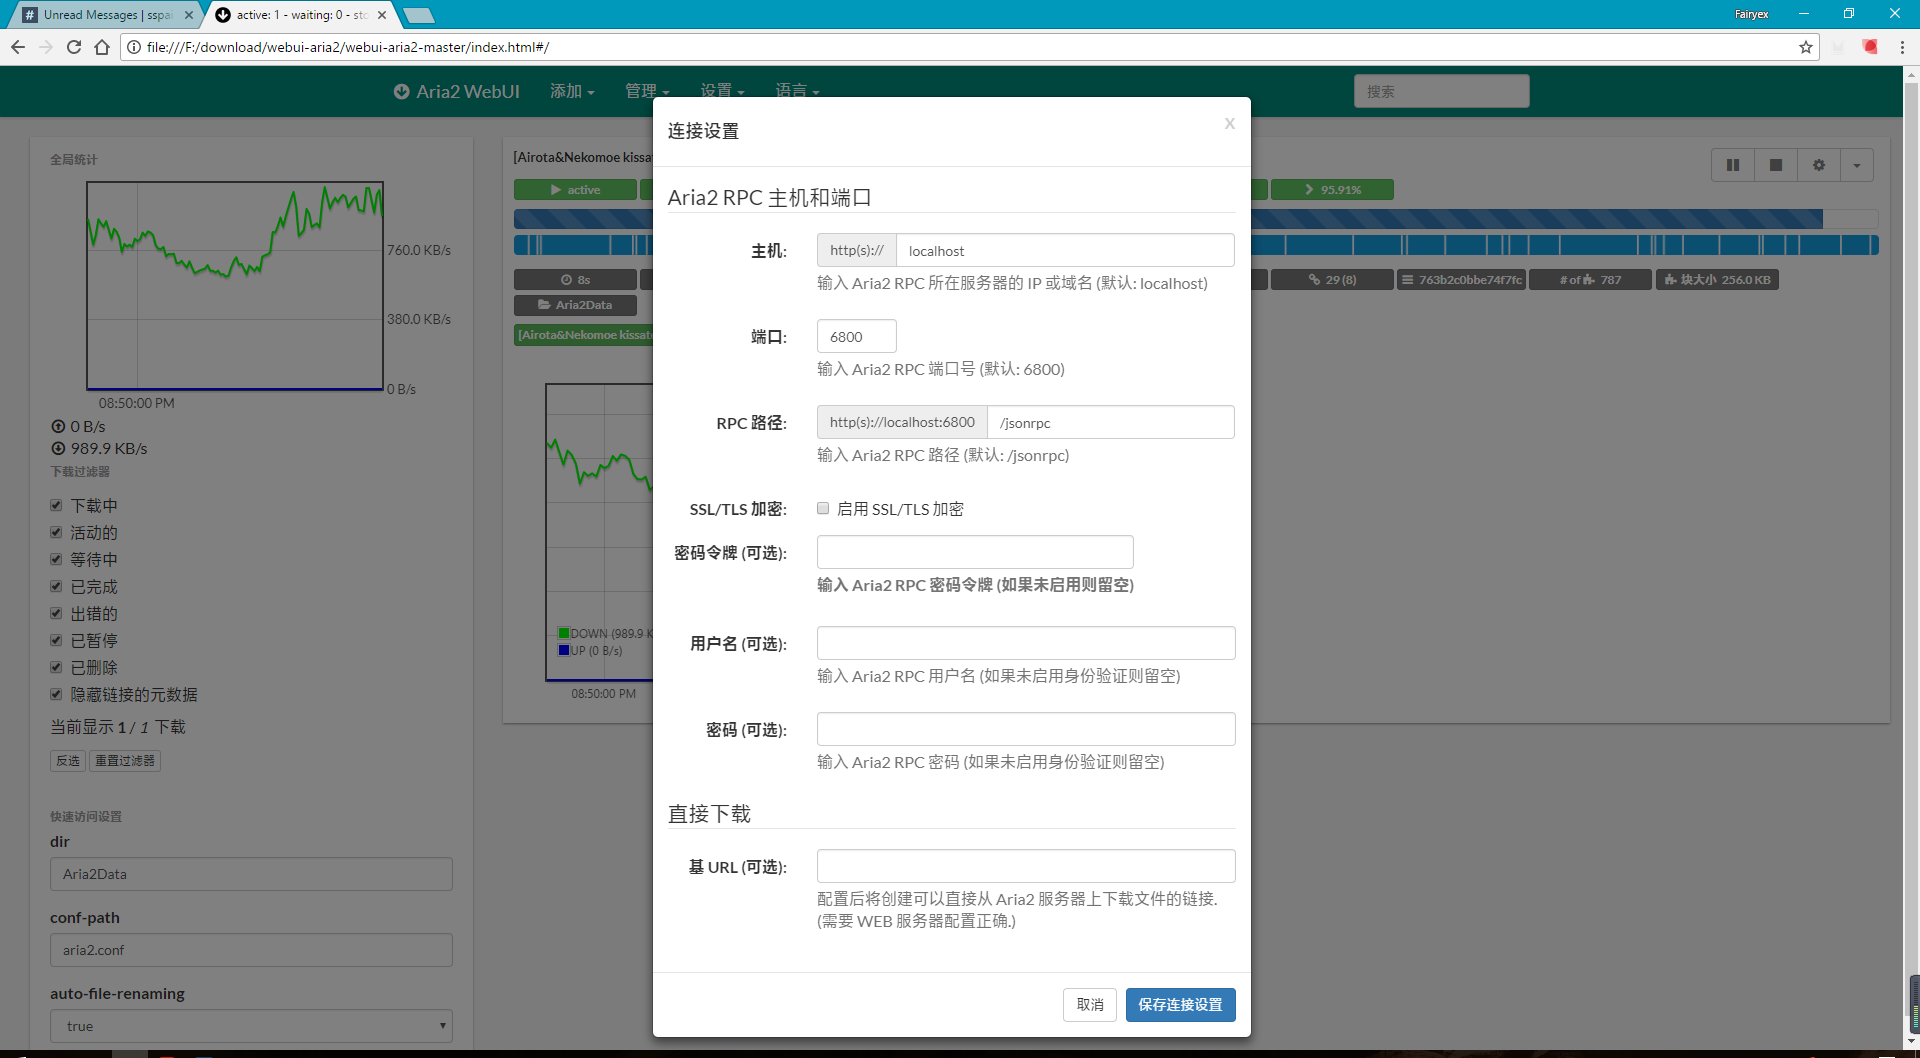 Unread Messages | sspai
active: 1 - waiting: 0 - sto
Fairyex
file:///F:/download/webui-aria2/webui-aria2-master/index.html#/
Aria2 WebUI
添加
管理
设置
语言
搜索
全局统计
760.0 KB/s
380.0 KB/s
0 B/s
08:50:00 PM
0 B/s
989.9 KB/s
下载过滤器
下载中
活动的
等待中
已完成
出错的
已暂停
已删除
隐藏链接的元数据
当前显示 1 / 1 下载
反选
重置过滤器
快速访问设置
dir
Aria2Data
conf-path
aria2.conf
auto-file-renaming
true
[Airota&Nekomoe kissa
active
95.91%
8s
29 (8)
763b2c0bbe74f7fc
# of 787
块大小 256.0 KB
Aria2Data
[Airota&Nekomoe kissat
DOWN (989.9 K
UP (0 B/s)
08:50:00 PM
连接设置
x
Aria2 RPC 主机和端口
主机:
http(s)://
localhost
输入 Aria2 RPC 所在服务器的 IP 或域名 (默认: localhost)
端口:
6800
输入 Aria2 RPC 端口号 (默认: 6800)
RPC 路径:
http(s)://localhost:6800
/jsonrpc
输入 Aria2 RPC 路径 (默认: /jsonrpc)
SSL/TLS 加密:
启用 SSL/TLS 加密
密码令牌 (可选):
输入 Aria2 RPC 密码令牌 (如果未启用则留空)
用户名 (可选):
输入 Aria2 RPC 用户名 (如果未启用身份验证则留空)
密码 (可选):
输入 Aria2 RPC 密码 (如果未启用身份验证则留空)
直接下载
基 URL (可选):
配置后将创建可以直接从 Aria2 服务器上下载文件的链接.
(需要 WEB 服务器配置正确.)
取消
保存连接设置